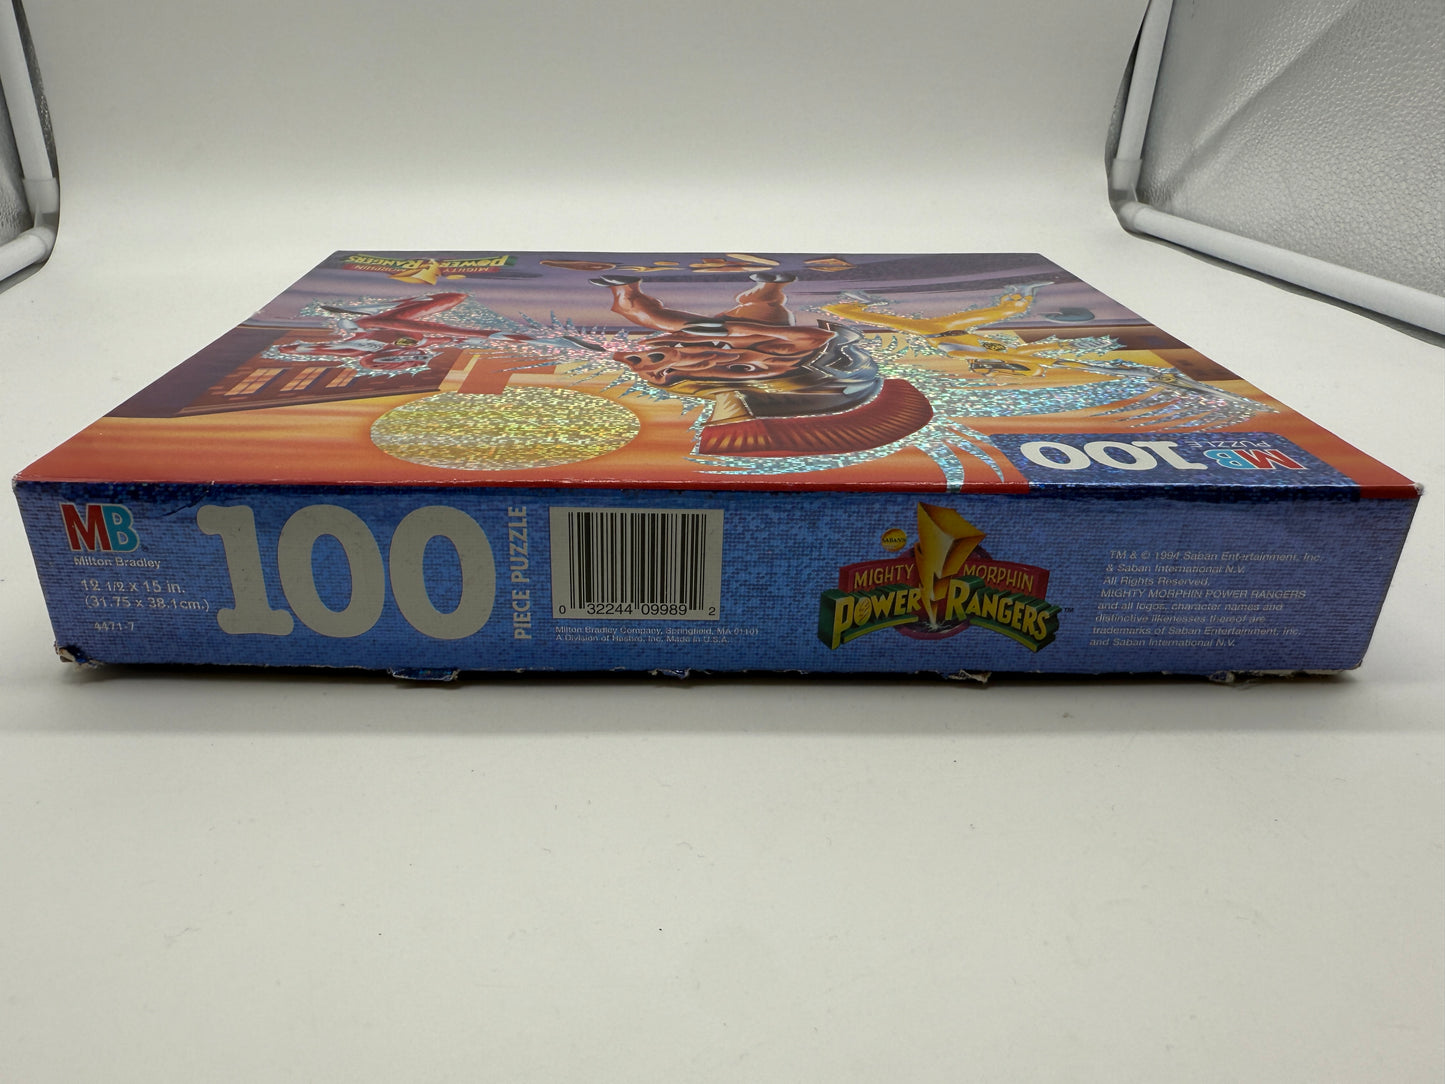 MIGHTY MORPHIN
POWER RANGERS
MB 100
PUZZLE
MB
Milton Bradley
12 1/2 x 15 in.
(31.75 x 38.1cm.)
4471-7
100
PIECE PUZZLE
0 32244 09989 2
Milton Bradley Company, Springfield, MA 01101
A Division of Hasbro, Inc. Made in U.S.A.
SABAN'S
MIGHTY MORPHIN
POWER RANGERS™
TM & © 1994 Saban Entertainment, Inc.
& Saban International N.V.
All Rights Reserved.
MIGHTY MORPHIN POWER RANGERS
and all logos, character names and
distinctive likenesses thereof are
trademarks of Saban Entertainment, Inc.
and Saban International N.V.